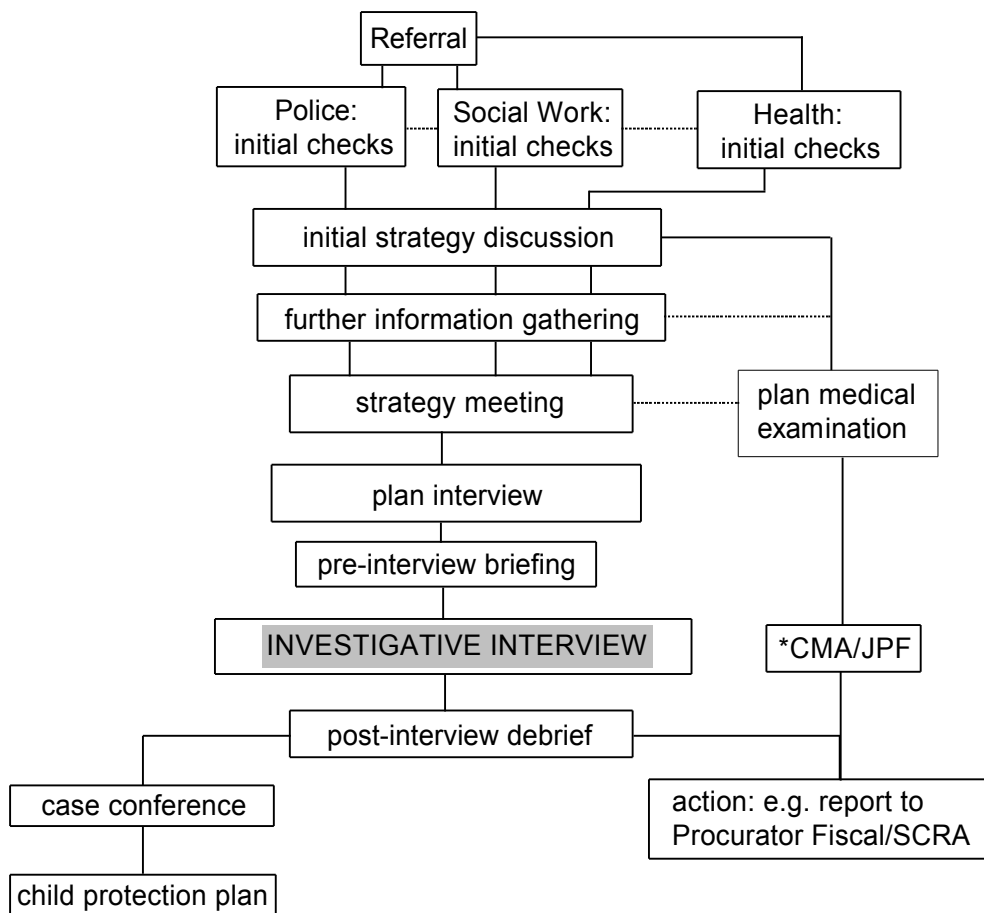 Referral
Police:
initial checks
Social Work:
initial checks
Health:
initial checks
initial strategy discussion
further information gathering
strategy meeting
plan medical
examination
plan interview
pre-interview briefing
INVESTIGATIVE INTERVIEW
*CMA/JPF
post-interview debrief
case conference
action: e.g. report to
Procurator Fiscal/SCRA
child protection plan